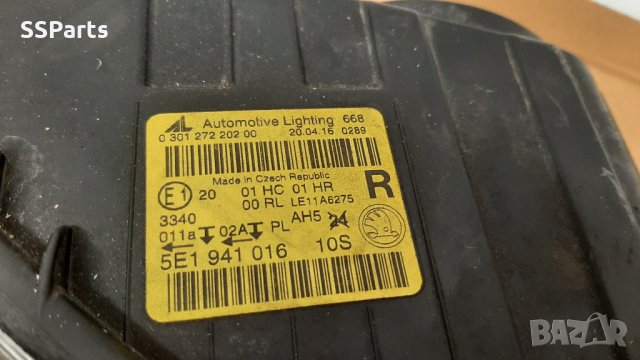 SSParts
AL Automotive Lighting 668
0 301 272 202 00 20.04.16 0289
Made in Czech Republic
E1 20 01 HC 01 HR R
00 RL LE11A6275
3340 AH5 24
011a 02A PL
5E1 941 016 10S
BAZAR